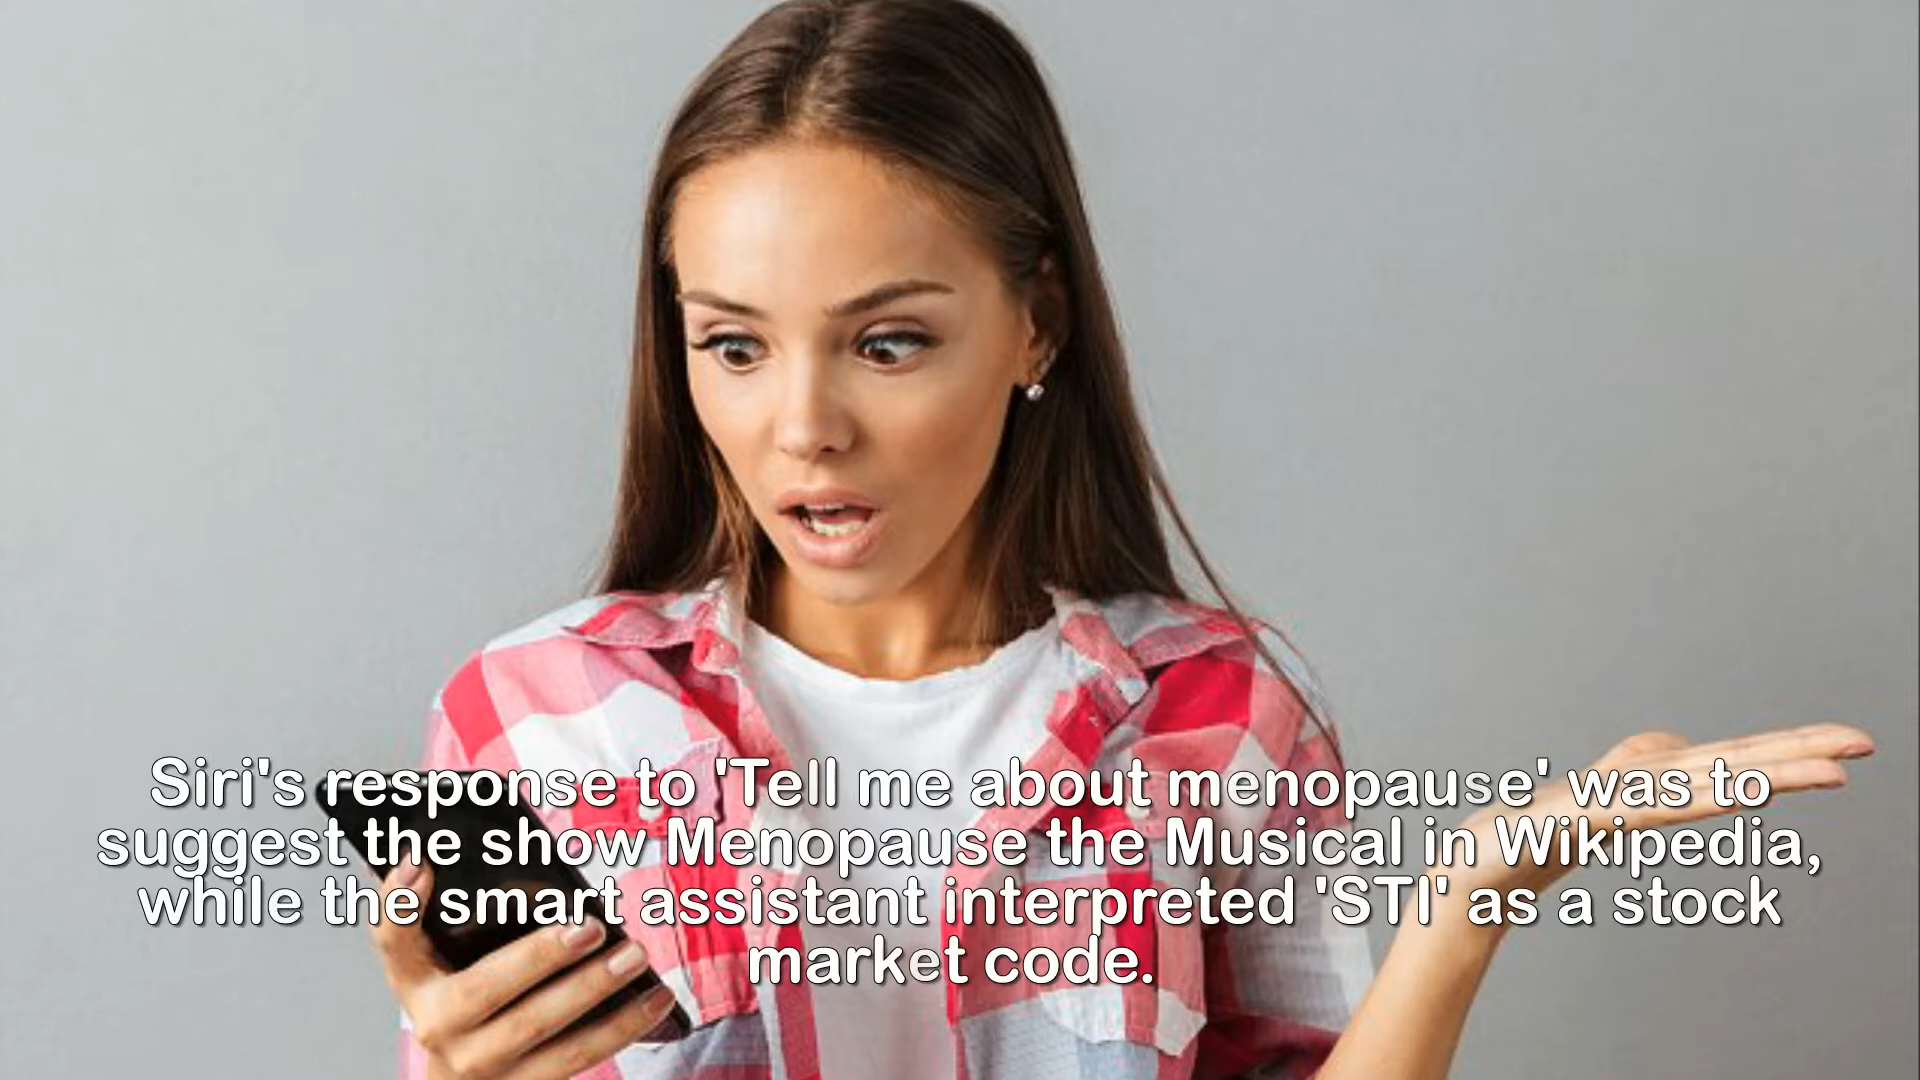 Siri's response to 'Tell me about menopause' was to
suggest the show Menopause the Musical in Wikipedia,
while the smart assistant interpreted 'STI' as a stock
market code.